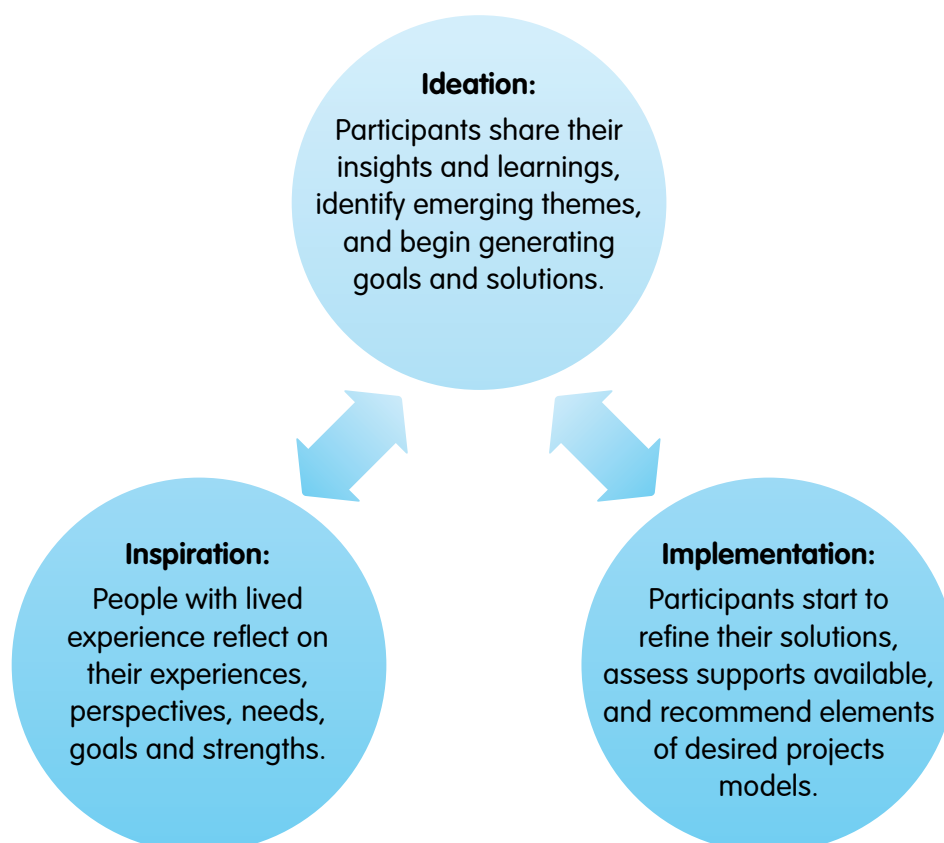 Ideation:
Participants share their
insights and learnings,
identify emerging themes,
and begin generating
goals and solutions.
Inspiration:
People with lived
experience reflect on
their experiences,
perspectives, needs,
goals and strengths.
Implementation:
Participants start to
refine their solutions,
assess supports available,
and recommend elements
of desired projects
models.